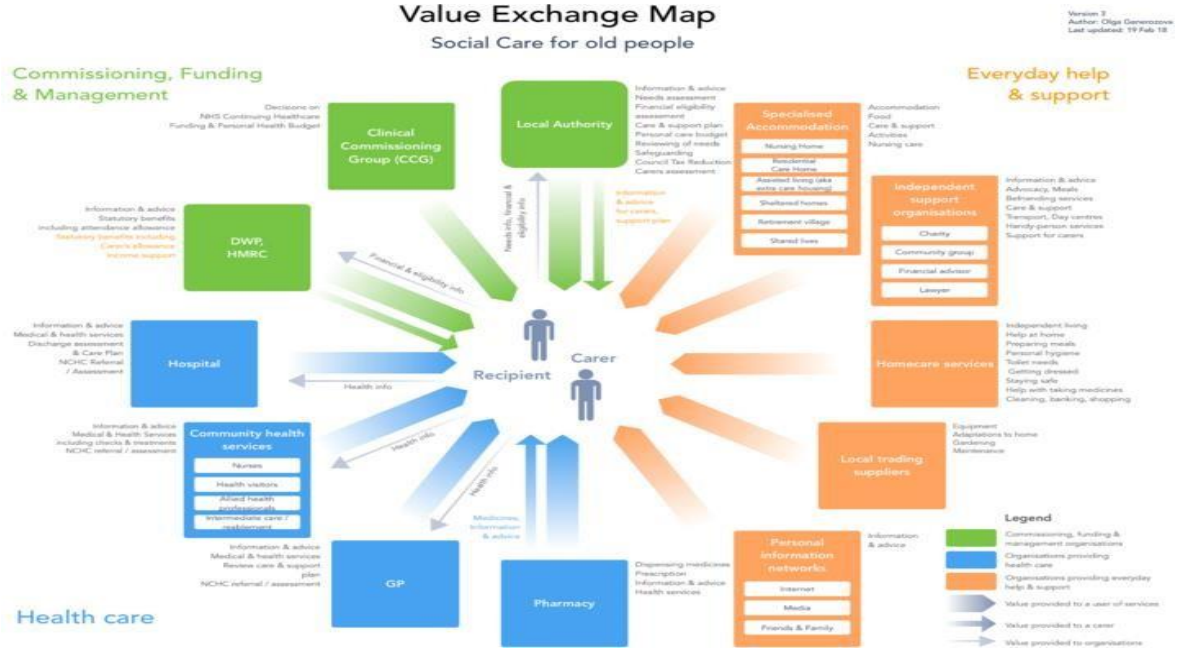 Value Exchange Map
Social Care for old people
Version 3
Author: Olga Generozova
Last updated: 19 Feb 18
Commissioning, Funding
& Management
Everyday help
& support
Decisions on
NHS Continuing Healthcare
Funding & Personal Health Budget
Clinical
Commissioning
Group (CCG)
Local Authority
Information & advice
Needs assessment
Financial eligibility
assessment
Care & support plan
Personal care budget
Reviewing of needs
Safeguarding
Council Tax Reduction
Carers assessment
Specialised
Accommodation
Nursing Home
Residential
Care Home
Assisted living (aka
extra care housing)
Sheltered homes
Retirement village
Shared lives
Accommodation
Food
Care & support
Activities
Nursing care
Information & advice
Statutory benefits
including attendance allowance
Statutory benefits including
Carers allowance
Income support
DWP,
HMRC
Financial & eligibility info
Needs info, financial &
eligibility info
Information
& advice
for carers,
support plan
Independent
support
organisations
Charity
Community group
Financial advisor
Lawyer
Information & advice
Advocacy, Meals
Befriending services
Care & support
Transport, Day centres
Handy-person services
Support for carers
Information & advice
Medical & health services
Discharge assessment
& Care Plan
NCHC Referral
/ Assessment
Hospital
Health info
Recipient
Carer
Homecare services
Independent living
Help at home
Preparing meals
Personal hygiene
Toilet needs
Getting dressed
Staying safe
Help with taking medicines
Cleaning, banking, shopping
Information & advice
Medical & Health Services
including checks & treatments
NCHC referral / assessment
Community health
services
Nurses
Health visitors
Allied health
professionals
Intermediate care /
reablement
Health info
Local trading
suppliers
Equipment
Adaptations to home
Gardening
Maintenance
Information & advice
Medical & health services
Review care & support
plan
NCHC referral / assessment
GP
Health info
Medicines,
Information
& advice
Pharmacy
Dispensing medicines
Prescription
Information & advice
Health services
Personal
information
networks
Internet
Media
Friends & Family
Information
& advice
Health care
Legend
Commissioning, funding &
management organisations
Organisations providing
health care
Organisations providing everyday
help & support
Value provided to a user of services
Value provided to a carer
Value provided to organisations